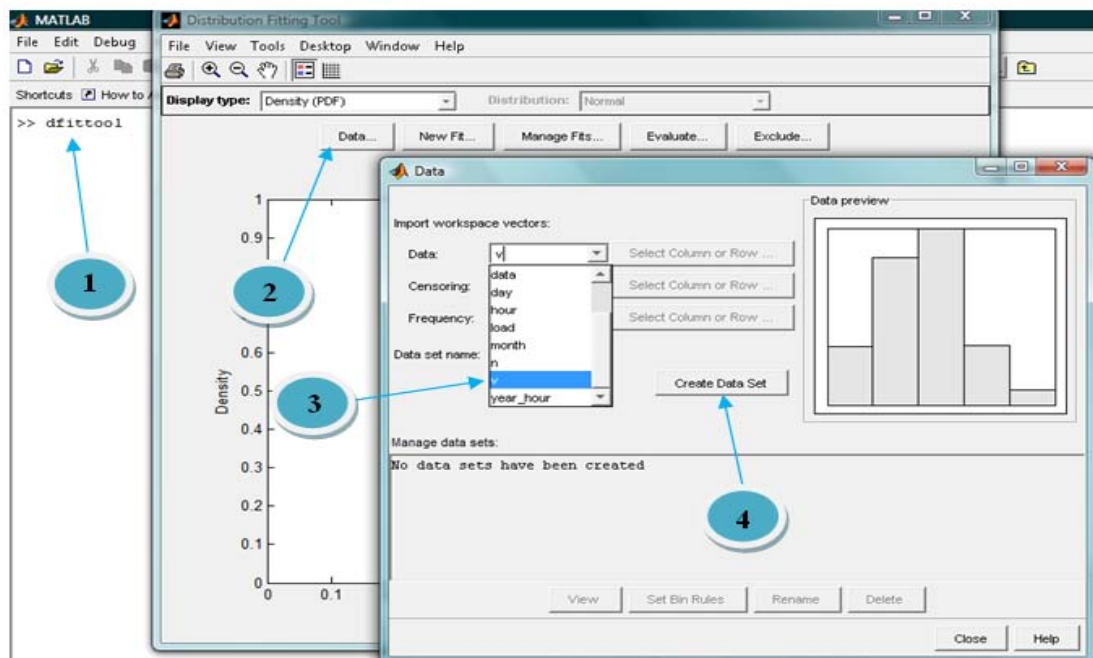 MATLAB
File Edit Debug
Shortcuts How to
>> dfittool
1
Distribution Fitting Tool
File View Tools Desktop Window Help
Display type: Density (PDF) Distribution: Normal
Data... New Fit... Manage Fits... Evaluate... Exclude...
2
Density
1
0.9
0.6
0.5
0.4
0.3
0.2
0.1
0
0 0.1
Data
Import workspace vectors:
Data: v Select Column or Row ...
Censoring: Select Column or Row ...
Frequency: Select Column or Row ...
Data set name:
data
day
hour
load
month
n
v
year_hour
3
Create Data Set
4
Data preview
Manage data sets:
No data sets have been created
View Set Bin Rules Rename Delete
Close Help